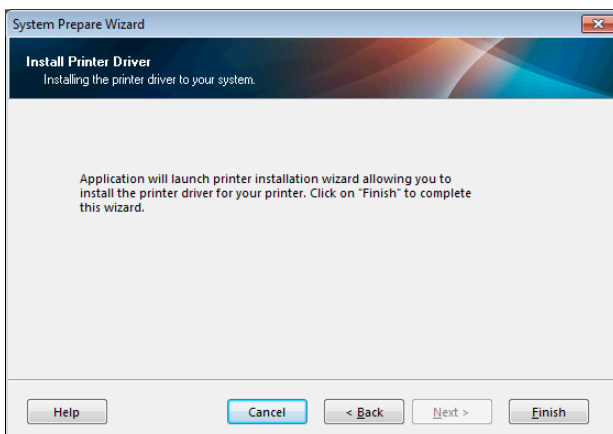 System Prepare Wizard
Install Printer Driver
Installing the printer driver to your system.
Application will launch printer installation wizard allowing you to
install the printer driver for your printer. Click on "Finish" to complete
this wizard.
Help Cancel < Back Next > Finish